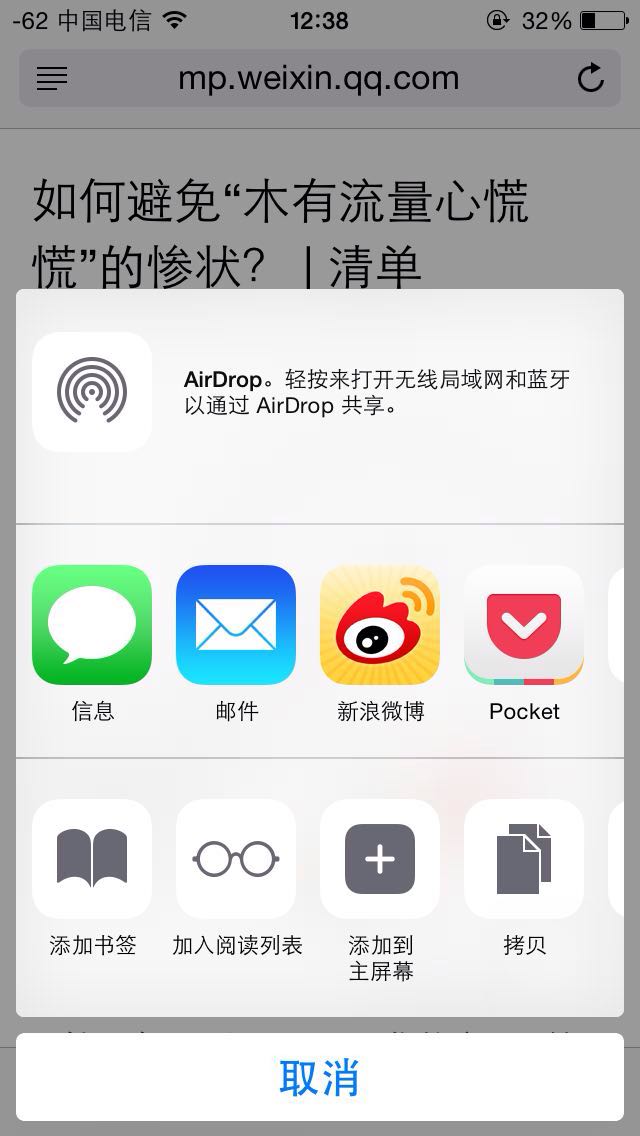 -62 中国电信 12:38 32%
mp.weixin.qq.com
如何避免“木有流量心慌
慌”的惨状？ | 清单
AirDrop。轻按来打开无线局域网和蓝牙
以通过 AirDrop 共享。
信息 邮件 新浪微博 Pocket
添加书签 加入阅读列表 添加到 拷贝
主屏幕
取消